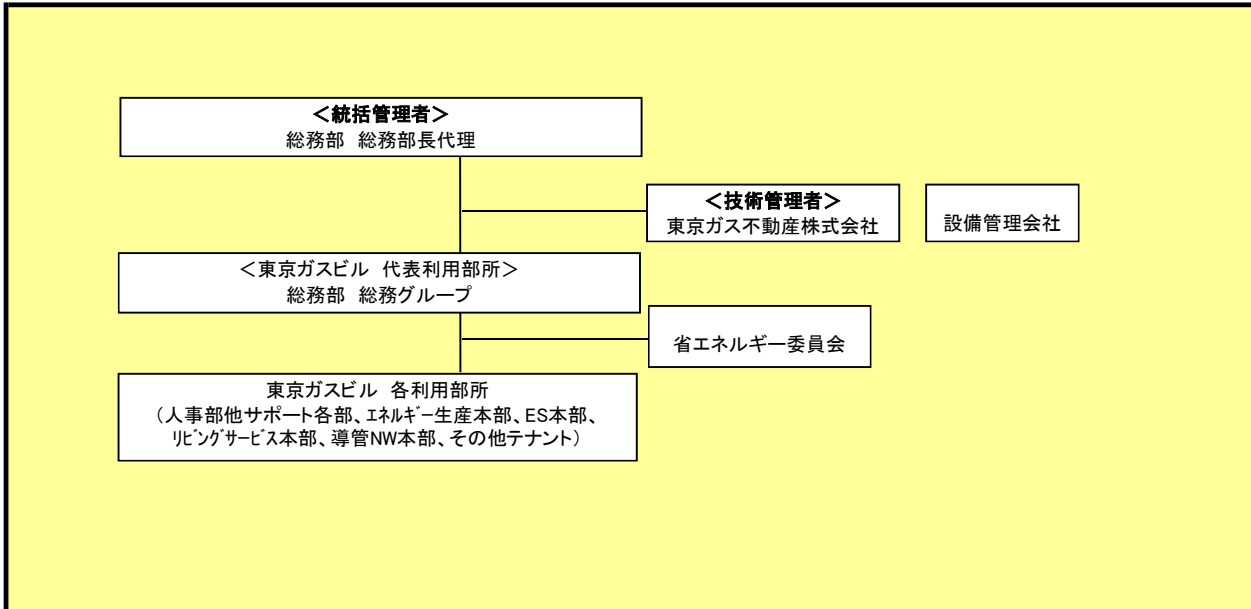 ＜統括管理者＞
総務部 総務部長代理
＜技術管理者＞
東京ガス不動産株式会社
設備管理会社
＜東京ガスビル 代表利用部所＞
総務部 総務グループ
省エネルギー委員会
東京ガスビル 各利用部所
（人事部他サポート各部、ｴﾈﾙｷﾞｰ生産本部、ES本部、
ﾘﾋﾞﾝｸﾞｻｰﾋﾞｽ本部、導管NW本部、その他テナント）